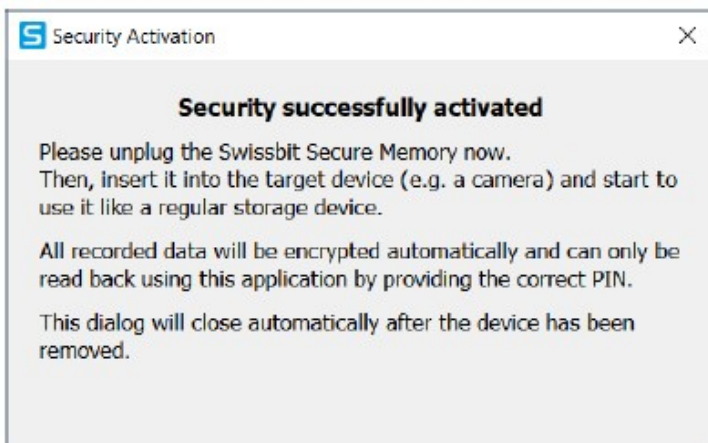 S Security Activation
Security successfully activated
Please unplug the Swissbit Secure Memory now.
Then, insert it into the target device (e.g. a camera) and start to
use it like a regular storage device.
All recorded data will be encrypted automatically and can only be
read back using this application by providing the correct PIN.
This dialog will close automatically after the device has been
removed.